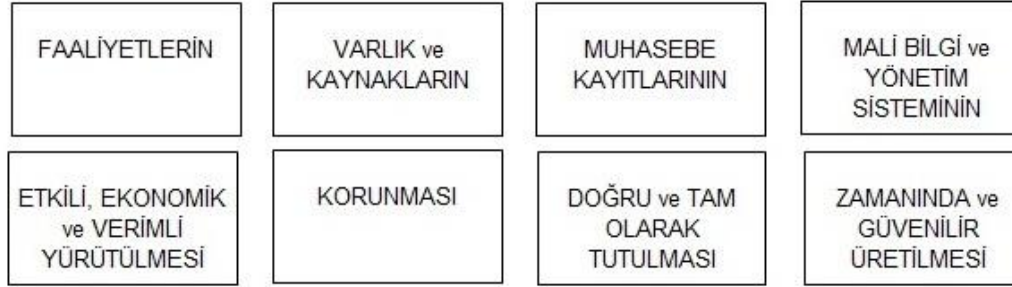 FAALİYETLERİN
VARLIK ve
KAYNAKLARIN
MUHASEBE
KAYITLARININ
MALİ BİLGİ ve
YÖNETİM
SİSTEMİNİN
ETKİLİ, EKONOMİK
ve VERİMLİ
YÜRÜTÜLMESİ
KORUNMASI
DOĞRU ve TAM
OLARAK
TUTULMASI
ZAMANINDA ve
GÜVENİLİR
ÜRETİLMESİ